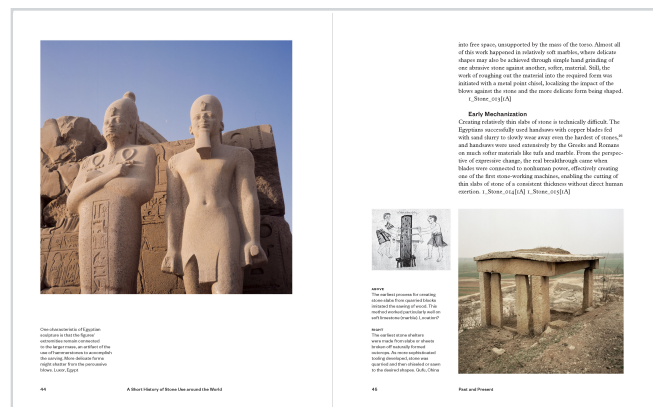 One characteristic of Egyptian
sculpture is that the figures'
extremities remain connected
to the larger mass, an artifact of the
use of hammerstones to accomplish
the carving. More delicate forms
might shatter from the percussive
blows. Luxor, Egypt
44
A Short History of Stone Use around the World
into free space, unsupported by the mass of the torso. Almost all
of this work happened in relatively soft marbles, where delicate
shapes may also be achieved through simple hand grinding of
one abrasive stone against another, softer, material. Still, the
work of roughing out the material into the required form was
initiated with a metal point chisel, localizing the impact of the
blows against the stone and the more delicate form being shaped.
1_Stone_013[1A]
Early Mechanization
Creating relatively thin slabs of stone is technically difficult. The
Egyptians successfully used handsaws with copper blades fed
with sand slurry to slowly wear away even the hardest of stones,
and handsaws were used extensively by the Greeks and Romans
on much softer materials like tufas and marble. From the perspec-
tive of expressive change, the real breakthrough came when
blades were connected to nonhuman power, effectively creating
one of the first stone-working machines, enabling the cutting of
thin slabs of stone of a consistent thickness without direct human
exertion. 1_Stone_014[1A] 1_Stone_015[1A]
ABOVE
The earliest process for creating
stone slabs from quarried blocks
imitated the sawing of wood. This
method worked particularly well on
soft limestone (marble). Location?
RIGHT
The earliest stone shelters
were made from slabs or sheets
broken off naturally formed
outcrops. As more sophisticated
tooling developed, stone was
quarried and then chiseled or sawn
to the desired shapes. Qufu, China
45
Past and Present